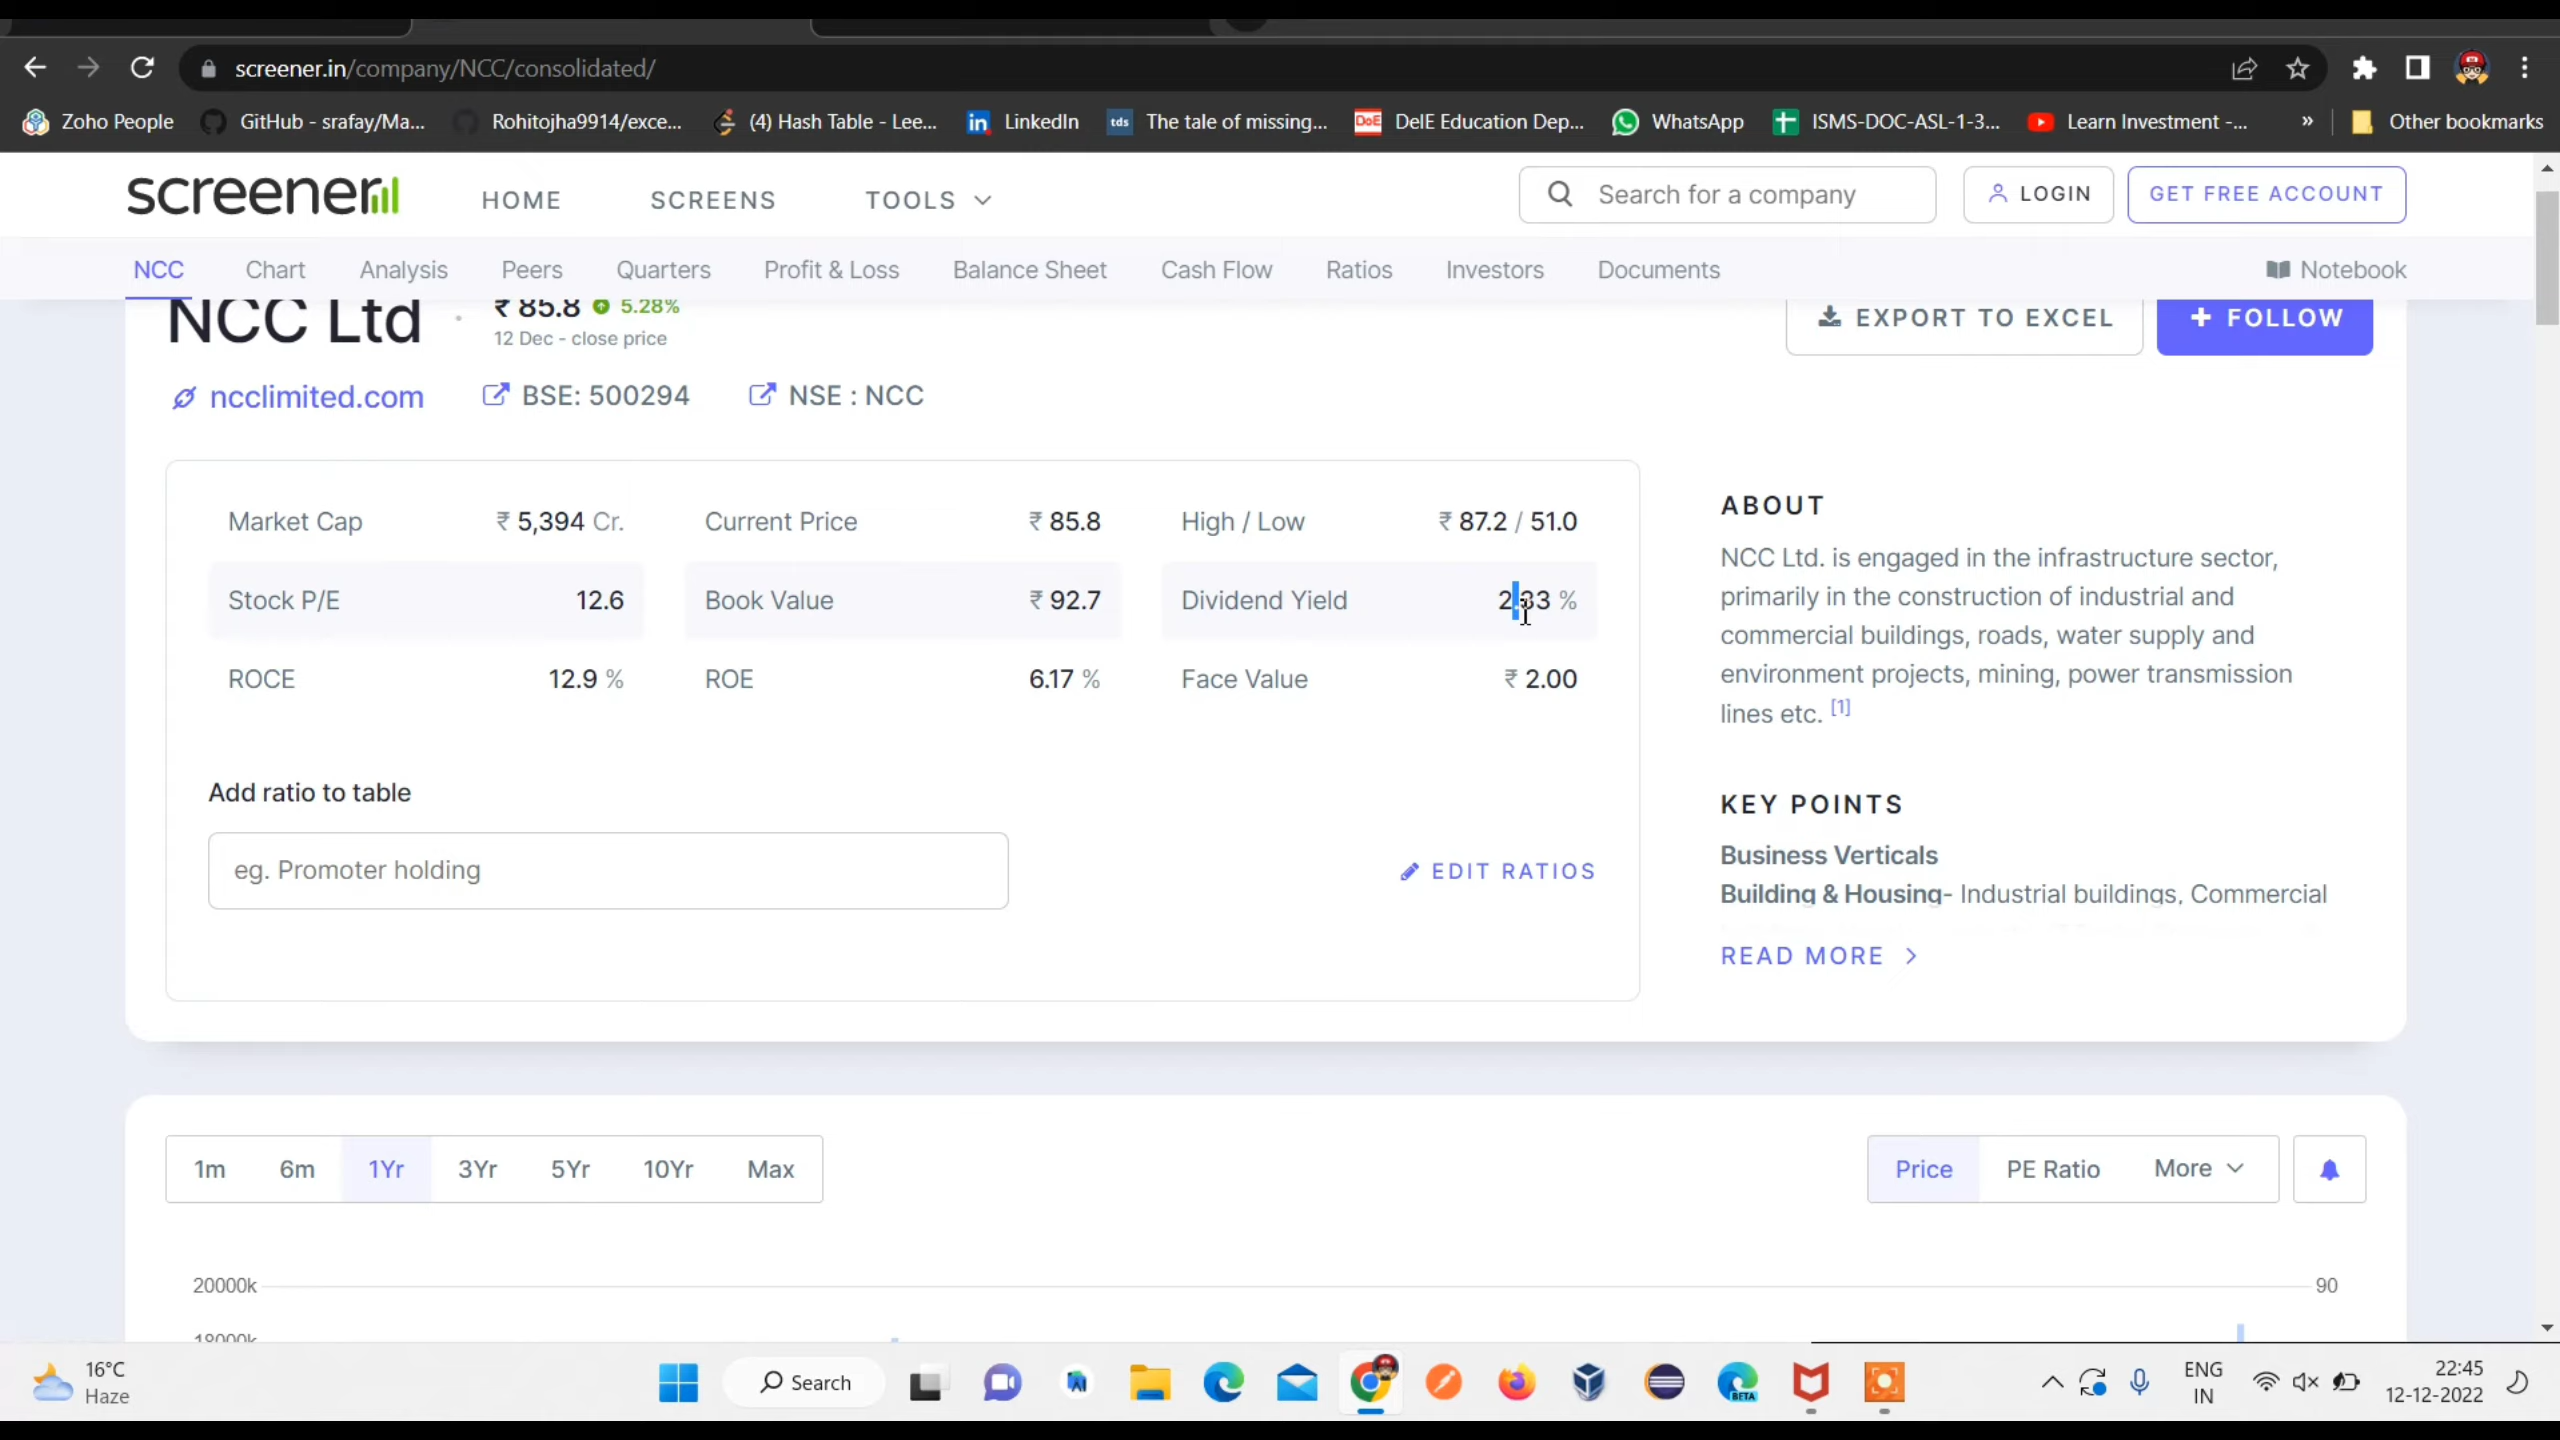 screener.in/company/NCC/consolidated/
Zoho People
GitHub - srafay/Ma...
Rohitojha9914/exce...
(4) Hash Table - Lee...
in LinkedIn
tds The tale of missing...
DoE DelE Education Dep...
WhatsApp
ISMS-DOC-ASL-1-3...
Learn Investment -...
»
Other bookmarks
screener
HOME
SCREENS
TOOLS
Search for a company
LOGIN
GET FREE ACCOUNT
NCC Chart Analysis Peers Quarters Profit & Loss Balance Sheet Cash Flow Ratios Investors Documents Notebook
NCC Ltd
₹ 85.8 5.28%
12 Dec - close price
EXPORT TO EXCEL
+ FOLLOW
ncclimited.com BSE: 500294 NSE : NCC
Market Cap ₹ 5,394 Cr.
Current Price ₹ 85.8
High / Low ₹ 87.2 / 51.0
Stock P/E 12.6
Book Value ₹ 92.7
Dividend Yield %
ROCE 12.9 %
ROE 6.17 %
Face Value ₹ 2.00
Add ratio to table
eg. Promoter holding
EDIT RATIOS
ABOUT
NCC Ltd. is engaged in the infrastructure sector,
primarily in the construction of industrial and
commercial buildings, roads, water supply and
environment projects, mining, power transmission
lines etc. [1]
KEY POINTS
Business Verticals
Building & Housing- Industrial buildings, Commercial
READ MORE
1m 6m 1Yr 3Yr 5Yr 10Yr Max
Price PE Ratio More
20000k 90
18000k
16°C
Haze
Search
BETA
ENG
IN
22:45
12-12-2022